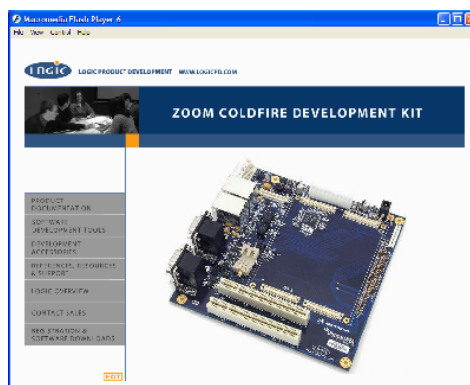 Macromedia Flash Player 6
File View Control Help
LOGIC LOGIC PRODUCT DEVELOPMENT WWW.LOGICPD.COM
ZOOM COLDFIRE DEVELOPMENT KIT
PRODUCT
DOCUMENTATION
SOFTWARE
DEVELOPMENT TOOLS
DEVELOPMENT
ACCESSORIES
REFERENCES, RESOURCES
& SUPPORT
LOGIC OVERVIEW
CONTACT SALES
REGISTRATION &
SOFTWARE DOWNLOADS
EXIT